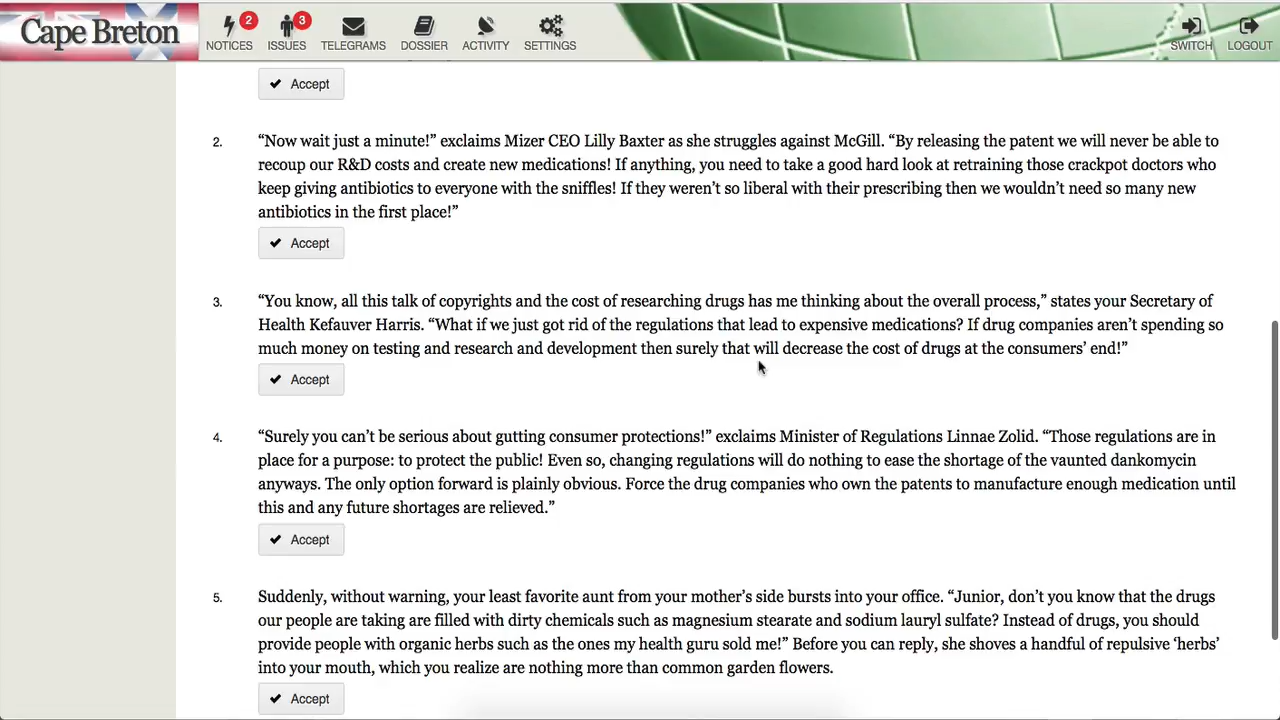 Cape Breton
2
3
NOTICES ISSUES TELEGRAMS DOSSIER ACTIVITY SETTINGS SWITCH LOGOUT
Accept
2. “Now wait just a minute!” exclaims Mizer CEO Lilly Baxter as she struggles against McGill. “By releasing the patent we will never be able to
recoup our R&D costs and create new medications! If anything, you need to take a good hard look at retraining those crackpot doctors who
keep giving antibiotics to everyone with the sniffles! If they weren’t so liberal with their prescribing then we wouldn’t need so many new
antibiotics in the first place!”
Accept
3. “You know, all this talk of copyrights and the cost of researching drugs has me thinking about the overall process,” states your Secretary of
Health Kefauver Harris. “What if we just got rid of the regulations that lead to expensive medications? If drug companies aren’t spending so
much money on testing and research and development then surely that will decrease the cost of drugs at the consumers’ end!”
Accept
4. “Surely you can’t be serious about gutting consumer protections!” exclaims Minister of Regulations Linnae Zolid. “Those regulations are in
place for a purpose: to protect the public! Even so, changing regulations will do nothing to ease the shortage of the vaunted dankomycin
anyways. The only option forward is plainly obvious. Force the drug companies who own the patents to manufacture enough medication until
this and any future shortages are relieved.”
Accept
5. Suddenly, without warning, your least favorite aunt from your mother’s side bursts into your office. “Junior, don’t you know that the drugs
our people are taking are filled with dirty chemicals such as magnesium stearate and sodium lauryl sulfate? Instead of drugs, you should
provide people with organic herbs such as the ones my health guru sold me!” Before you can reply, she shoves a handful of repulsive ‘herbs’
into your mouth, which you realize are nothing more than common garden flowers.
Accept